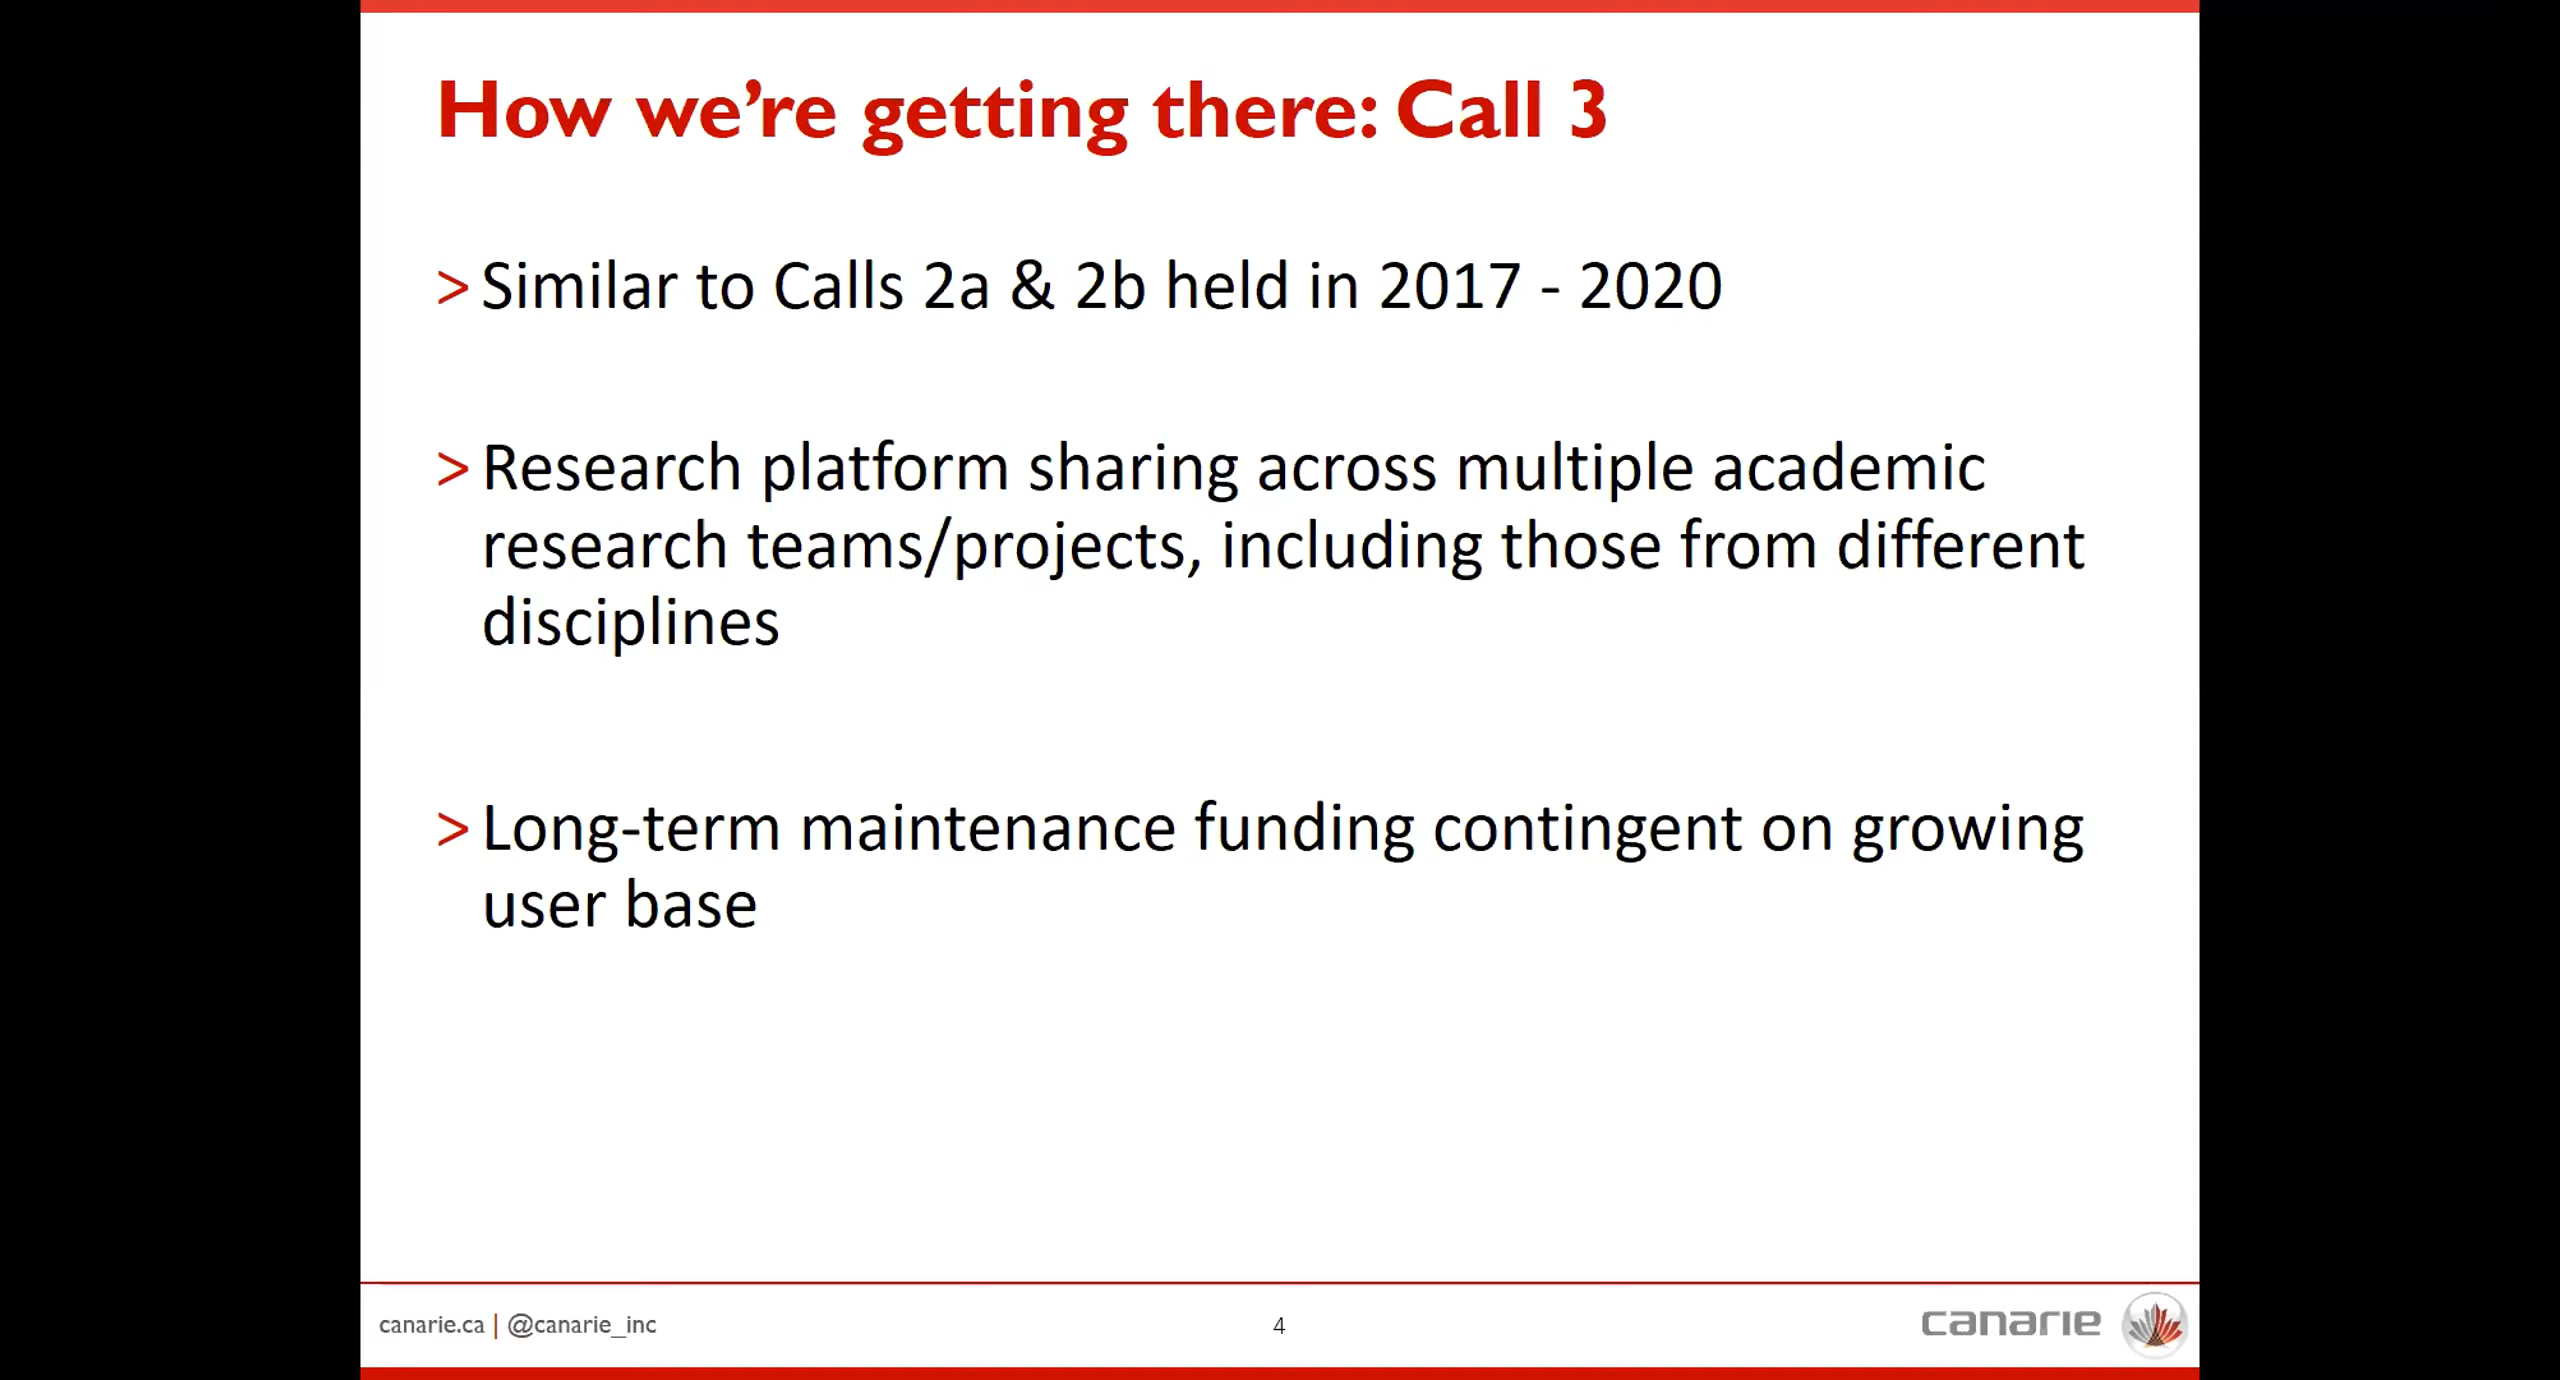 How we’re getting there: Call 3
> Similar to Calls 2a & 2b held in 2017 - 2020
> Research platform sharing across multiple academic
research teams/projects, including those from different
disciplines
> Long-term maintenance funding contingent on growing
user base
canarie.ca | @canarie_inc
4
canarie